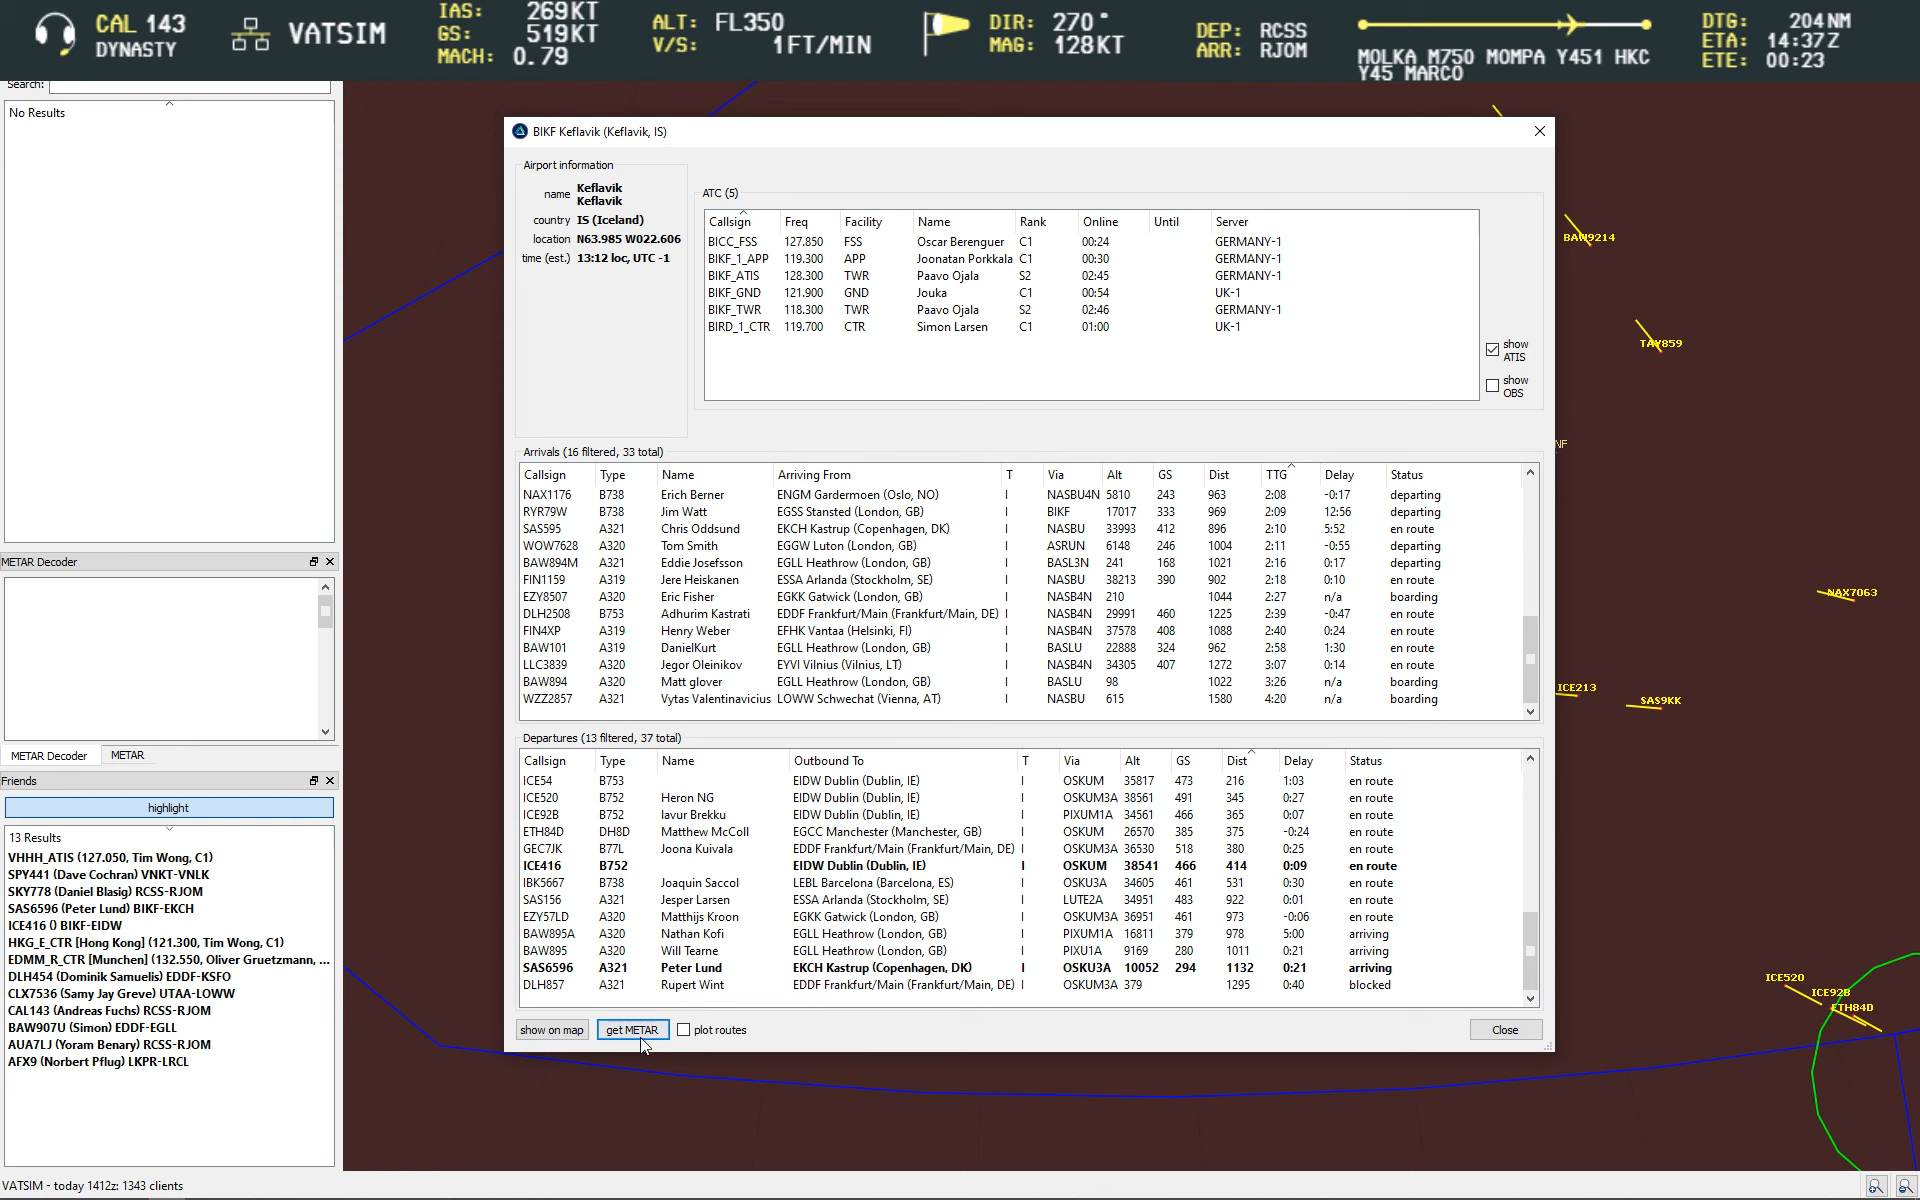 CAL 143
DYNASTY
VATSIM
IAS: 269KT
GS: 519KT
MACH: 0.79
ALT: FL350
V/S: 1FT/MIN
DIR: 270°
MAG: 128KT
DEP: RCSS
ARR: RJOM
MOLKA M750 MOMPA Y451 HKC
Y45 MARCO
DTG: 204NM
ETA: 14:37Z
ETE: 00:23
Search:
No Results
METAR Decoder
METAR Decoder METAR
Friends
highlight
13 Results
VHHH_ATIS (127.050, Tim Wong, C1)
SPY441 (Dave Cochran) VNKT-VNLK
SKY778 (Daniel Blasig) RCSS-RJOM
SAS6596 (Peter Lund) BIKF-EKCH
ICE416 () BIKF-EIDW
HKG_E_CTR [Hong Kong] (121.300, Tim Wong, C1)
EDMM_R_CTR [Munchen] (132.550, Oliver Gruetzmann, ...
DLH454 (Dominik Samuelis) EDDF-KSFO
CLX7536 (Samy Jay Greve) UTAA-LOWW
CAL143 (Andreas Fuchs) RCSS-RJOM
BAW907U (Simon) EDDF-EGLL
AUA7LJ (Yoram Benary) RCSS-RJOM
AFX9 (Norbert Pflug) LKPR-LRCL
VATSIM - today 1412z: 1343 clients
BIKF Keflavik (Keflavik, IS)
Airport information
name Keflavik
Keflavik
country IS (Iceland)
location N63.985 W022.606
time (est.) 13:12 loc, UTC -1
ATC (5)
Callsign Freq Facility Name Rank Online Until Server
BICC_FSS 127.850 FSS Oscar Berenguer C1 00:24 GERMANY-1
BIKF_1_APP 119.300 APP Joonatan Porkkala C1 00:30 GERMANY-1
BIKF_ATIS 128.300 TWR Paavo Ojala S2 02:45 GERMANY-1
BIKF_GND 121.900 GND Jouka C1 00:54 UK-1
BIKF_TWR 118.300 TWR Paavo Ojala S2 02:46 GERMANY-1
BIRD_1_CTR 119.700 CTR Simon Larsen C1 01:00 UK-1
show
ATIS
show
OBS
Arrivals (16 filtered, 33 total)
Callsign Type Name Arriving From T Via Alt GS Dist TTG Delay Status
NAX1176 B738 Erich Berner ENGM Gardermoen (Oslo, NO) I NASBU4N 5810 243 963 2:08 -0:17 departing
RYR79W B738 Jim Watt EGSS Stansted (London, GB) I BIKF 17017 333 969 2:09 12:56 departing
SAS595 A321 Chris Oddsund EKCH Kastrup (Copenhagen, DK) I NASBU 33993 412 896 2:10 5:52 en route
WOW7628 A320 Tom Smith EGGW Luton (London, GB) I ASRUN 6148 246 1004 2:11 -0:55 departing
BAW894M A321 Eddie Josefsson EGLL Heathrow (London, GB) I BASL3N 241 168 1021 2:16 0:17 departing
FIN1159 A319 Jere Heiskanen ESSA Arlanda (Stockholm, SE) I NASBU 38213 390 902 2:18 0:10 en route
EZY8507 A320 Eric Fisher EGKK Gatwick (London, GB) I NASB4N 210 1044 2:27 n/a boarding
DLH2508 B753 Adhurim Kastrati EDDF Frankfurt/Main (Frankfurt/Main, DE) I NASB4N 29991 460 1225 2:39 -0:47 en route
FIN4XP A319 Henry Weber EFHK Vantaa (Helsinki, FI) I NASB4N 37578 408 1088 2:40 0:24 en route
BAW101 A319 DanielKurt EGLL Heathrow (London, GB) I BASLU 22888 324 962 2:58 1:30 en route
LLC3839 A320 Jegor Oleinikov EYVI Vilnius (Vilnius, LT) I NASB4N 34305 407 1272 3:07 0:14 en route
BAW894 A320 Matt glover EGLL Heathrow (London, GB) I BASLU 98 1022 3:26 n/a boarding
WZZ2857 A321 Vytas Valentinavicius LOWW Schwechat (Vienna, AT) I NASBU 615 1580 4:20 n/a boarding
Departures (13 filtered, 37 total)
Callsign Type Name Outbound To T Via Alt GS Dist Delay Status
ICE54 B753 EIDW Dublin (Dublin, IE) I OSKUM 35817 473 216 1:03 en route
ICE520 B752 Heron NG EIDW Dublin (Dublin, IE) I OSKUM3A 38561 491 345 0:27 en route
ICE92B B752 Iavur Brekku EIDW Dublin (Dublin, IE) I PIXUM1A 34561 466 365 0:07 en route
ETH84D DH8D Matthew McColl EGCC Manchester (Manchester, GB) I OSKUM 26570 385 375 -0:24 en route
GEC7JK B77L Joona Kuivala EDDF Frankfurt/Main (Frankfurt/Main, DE) I OSKUM3A 36530 518 380 0:25 en route
ICE416 B752 EIDW Dublin (Dublin, IE) I OSKUM 38541 466 414 0:09 en route
IBK5667 B738 Joaquin Saccol LEBL Barcelona (Barcelona, ES) I OSKU3A 34605 461 531 0:30 en route
SAS156 A321 Jesper Larsen ESSA Arlanda (Stockholm, SE) I LUTE2A 34951 483 922 0:01 en route
EZY57LD A320 Matthijs Kroon EGKK Gatwick (London, GB) I OSKUM3A 36951 461 973 -0:06 en route
BAW895A A320 Nathan Kofi EGLL Heathrow (London, GB) I PIXUM1A 16811 379 978 5:00 arriving
BAW895 A320 Will Tearne EGLL Heathrow (London, GB) I PIXU1A 9169 280 1011 0:21 arriving
SAS6596 A321 Peter Lund EKCH Kastrup (Copenhagen, DK) I OSKU3A 10052 294 1132 0:21 arriving
DLH857 A321 Rupert Wint EDDF Frankfurt/Main (Frankfurt/Main, DE) I OSKUM3A 379 1295 0:40 blocked
show on map get METAR plot routes Close
BAW9214
TAY859
NF
NAX7063
ICE213
SAS9KK
ICE520
ICE92B
ETH84D